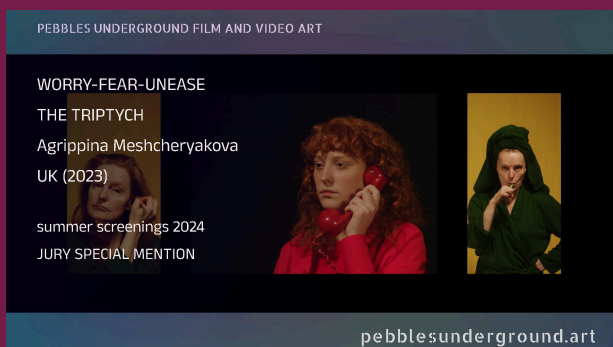 PEBBLES UNDERGROUND FILM AND VIDEO ART
WORRY-FEAR-UNEASE
THE TRIPTYCH
Agrippina Meshcheryakova
UK (2023)
summer screenings 2024
JURY SPECIAL MENTION
pebblesunderground.art